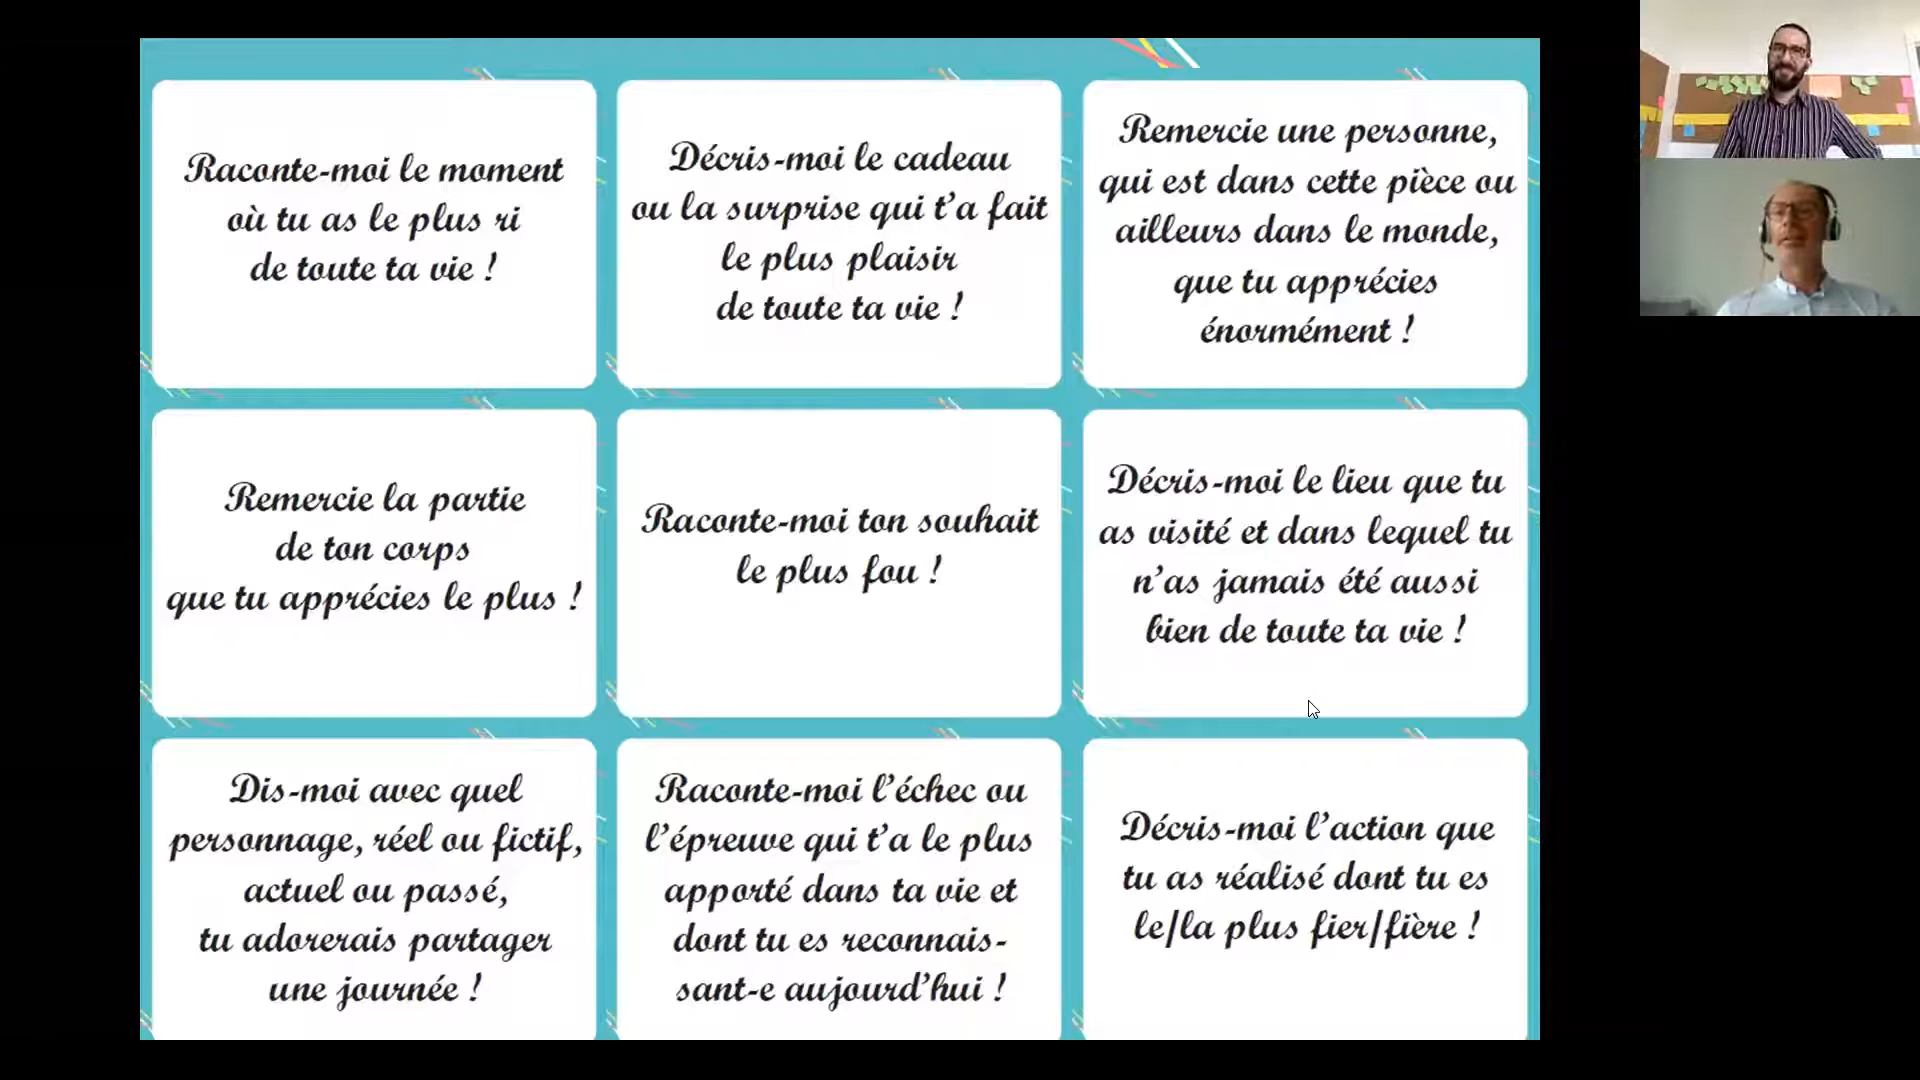 Raconte-moi le moment
où tu as le plus ri
de toute ta vie !
Décris-moi le cadeau
ou la surprise qui t'a fait
le plus plaisir
de toute ta vie !
Remercie une personne,
qui est dans cette pièce ou
ailleurs dans le monde,
que tu apprécies
énormément !
Remercie la partie
de ton corps
que tu apprécies le plus !
Raconte-moi ton souhait
le plus fou !
Décris-moi le lieu que tu
as visité et dans lequel tu
n'as jamais été aussi
bien de toute ta vie !
Dis-moi avec quel
personnage, réel ou fictif,
actuel ou passé,
tu adorerais partager
une journée !
Raconte-moi l'échec ou
l'épreuve qui t'a le plus
apporté dans ta vie et
dont tu es reconnais-
sant-e aujourd'hui !
Décris-moi l'action que
tu as réalisé dont tu es
le/la plus fier/fière !